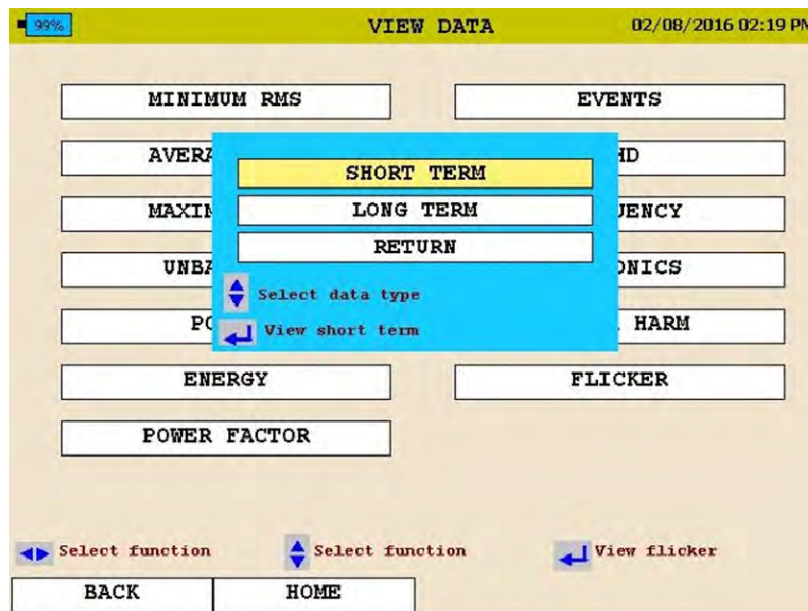 99% VIEW DATA 02/08/2016 02:19 PM
MINIMUM RMS EVENTS
SHORT TERM
LONG TERM
RETURN
Select data type
View short term
HARM
ENERGY FLICKER
POWER FACTOR
Select function Select function View flicker
BACK HOME